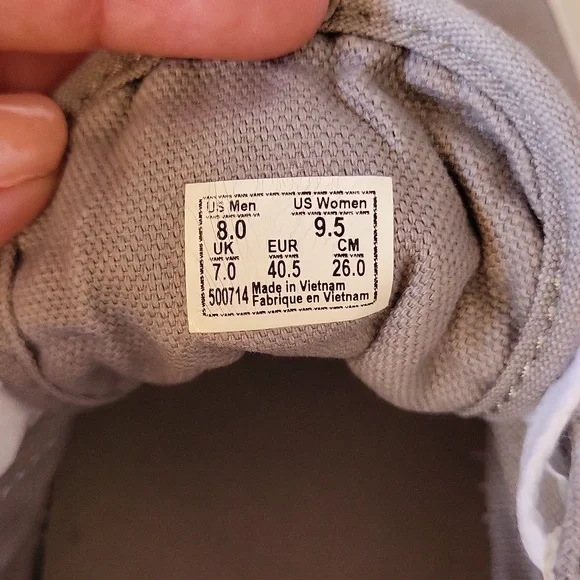 US Men US Women
8.0 9.5
UK EUR CM
7.0 40.5 26.0
500714 Made in Vietnam
Fabrique en Vietnam